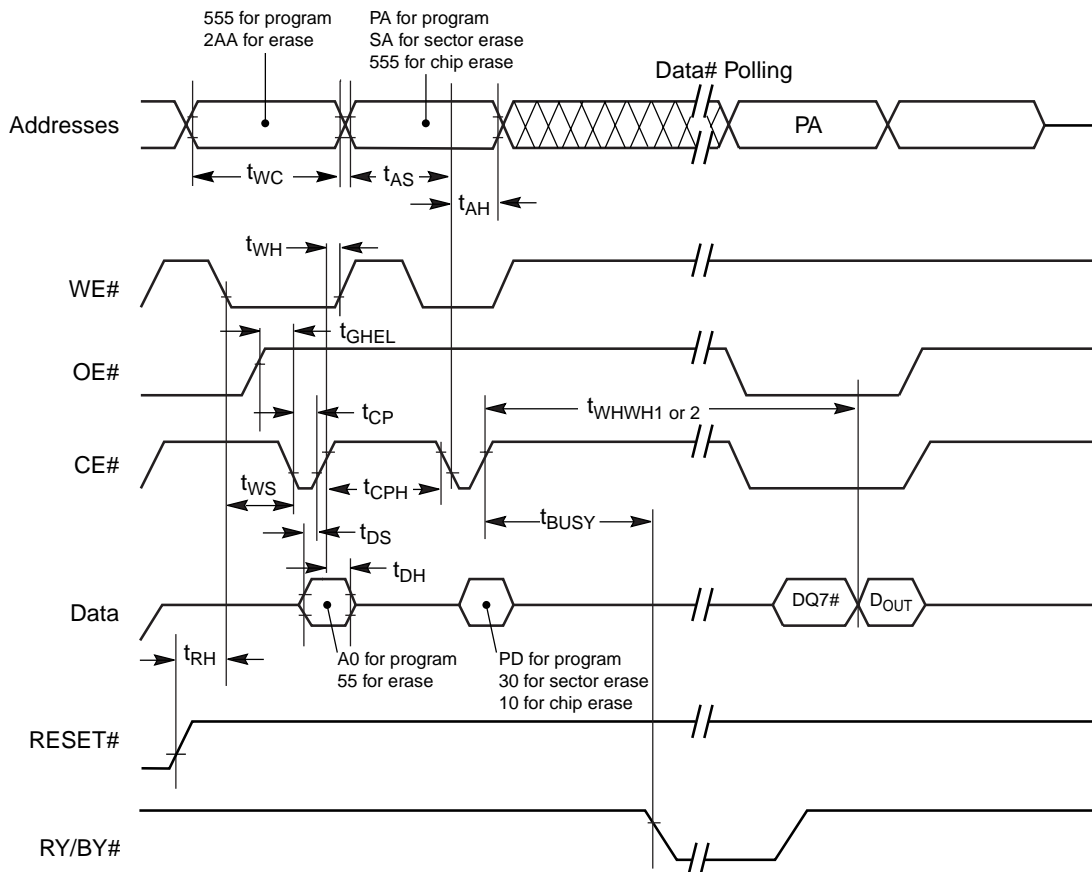 555 for program
2AA for erase
PA for program
SA for sector erase
555 for chip erase
Data# Polling
Addresses
PA
tWC
tAS
tAH
tWH
WE#
tGHEL
OE#
tWHWH1 or 2
tCP
CE#
tWS
tCPH
tBUSY
tDS
tDH
Data
DQ7#
DOUT
tRH
A0 for program
55 for erase
PD for program
30 for sector erase
10 for chip erase
RESET#
RY/BY#